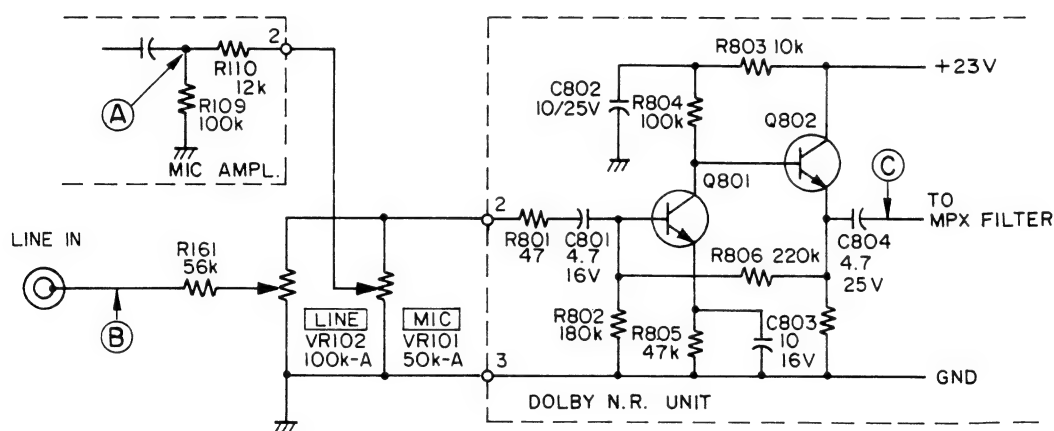 2
R110
12k
A
R109
100k
MIC AMPL.
LINE IN
R161
56k
B
LINE
VR102
100k-A
MIC
VR101
50k-A
2
3
R803 10k
+23V
C802
10/25V
R804
100k
Q802
Q801
C
TO
MPX FILTER
R801
47
C801
4.7
16V
R806 220k
C804
4.7
25V
R802
180k
R805
47k
C803
10
16V
GND
DOLBY N.R. UNIT